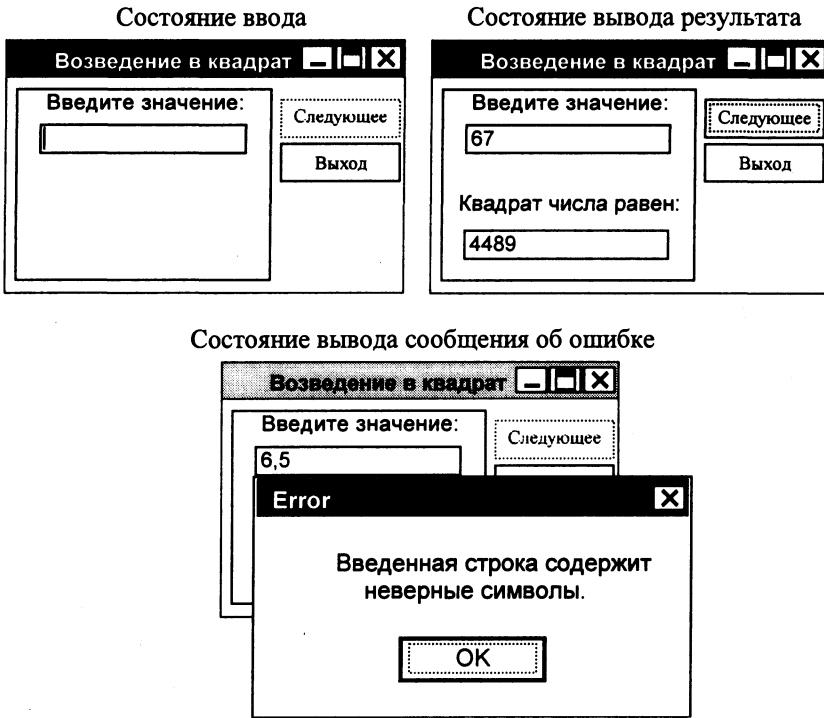 Состояние ввода
Возведение в квадрат
Введите значение:
Следующее
Выход
Состояние вывода результата
Возведение в квадрат
Введите значение:
67
Следующее
Выход
Квадрат числа равен:
4489
Состояние вывода сообщения об ошибке
Возведение в квадрат
Введите значение:
Следующее
6,5
Error
Введенная строка содержит
неверные символы.
OK